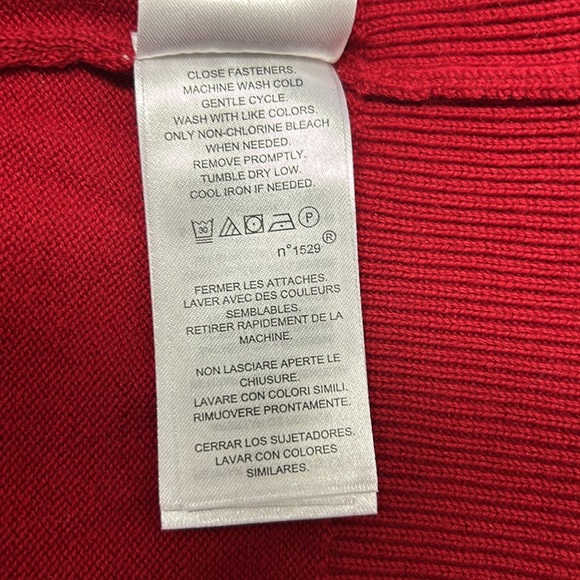 CLOSE FASTENERS.
MACHINE WASH COLD
GENTLE CYCLE.
WASH WITH LIKE COLORS.
ONLY NON-CHLORINE BLEACH
WHEN NEEDED.
REMOVE PROMPTLY.
TUMBLE DRY LOW.
COOL IRON IF NEEDED.
30 P
n°1529 ®
FERMER LES ATTACHES.
LAVER AVEC DES COULEURS
SEMBLABLES.
RETIRER RAPIDEMENT DE LA
MACHINE.
NON LASCIARE APERTE LE
CHIUSURE.
LAVARE CON COLORI SIMILI.
RIMUOVERE PRONTAMENTE.
CERRAR LOS SUJETADORES.
LAVAR CON COLORES
SIMILARES.